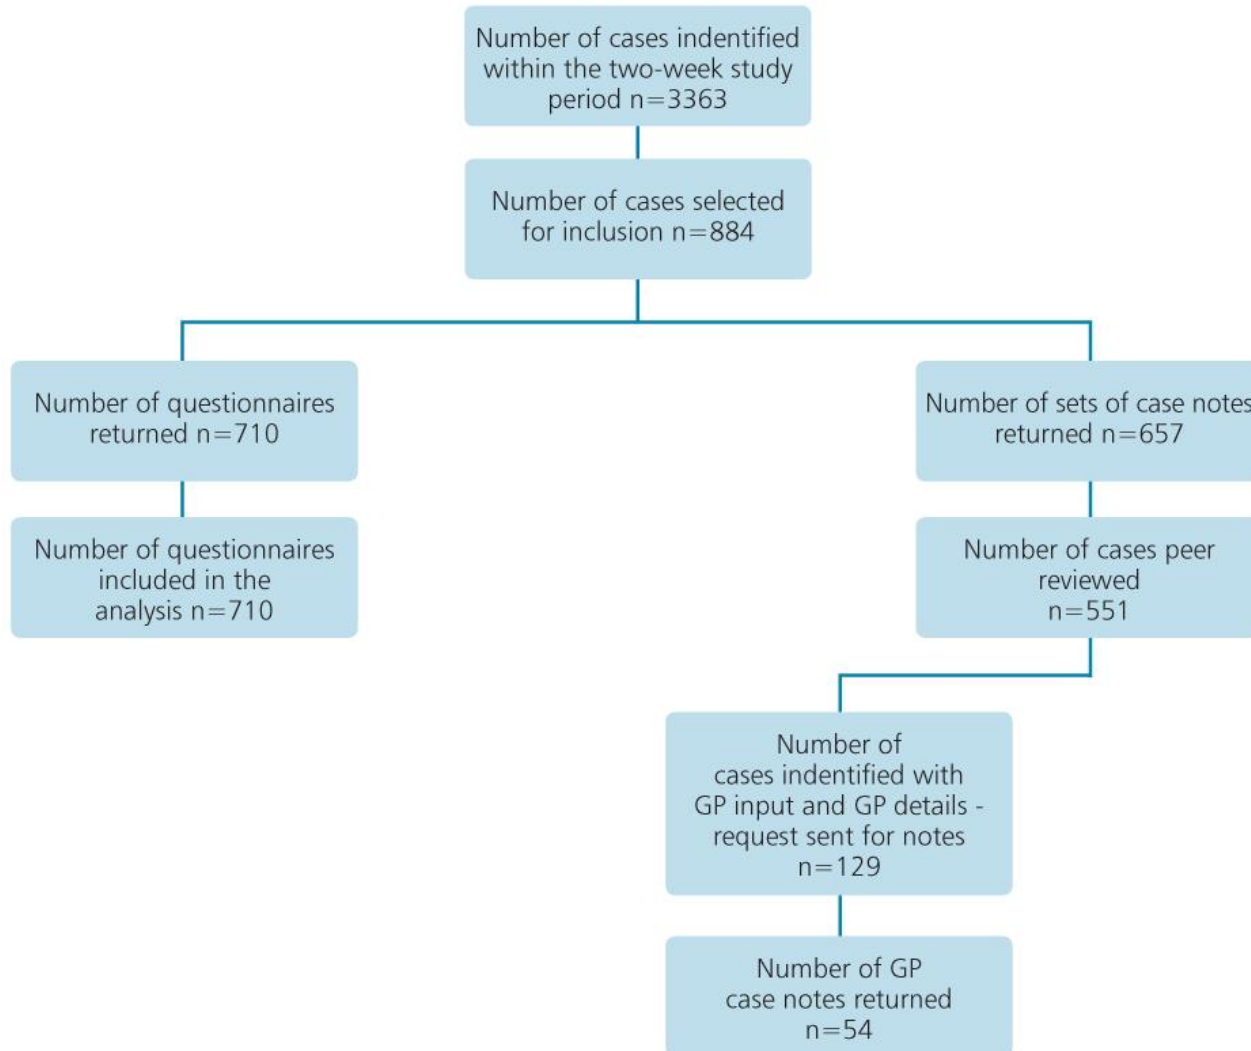 Number of cases indentified
within the two-week study
period n=3363
Number of cases selected
for inclusion n=884
Number of questionnaires
returned n=710
Number of sets of case notes
returned n=657
Number of questionnaires
included in the
analysis n=710
Number of cases peer
reviewed
n=551
Number of
cases indentified with
GP input and GP details -
request sent for notes
n=129
Number of GP
case notes returned
n=54